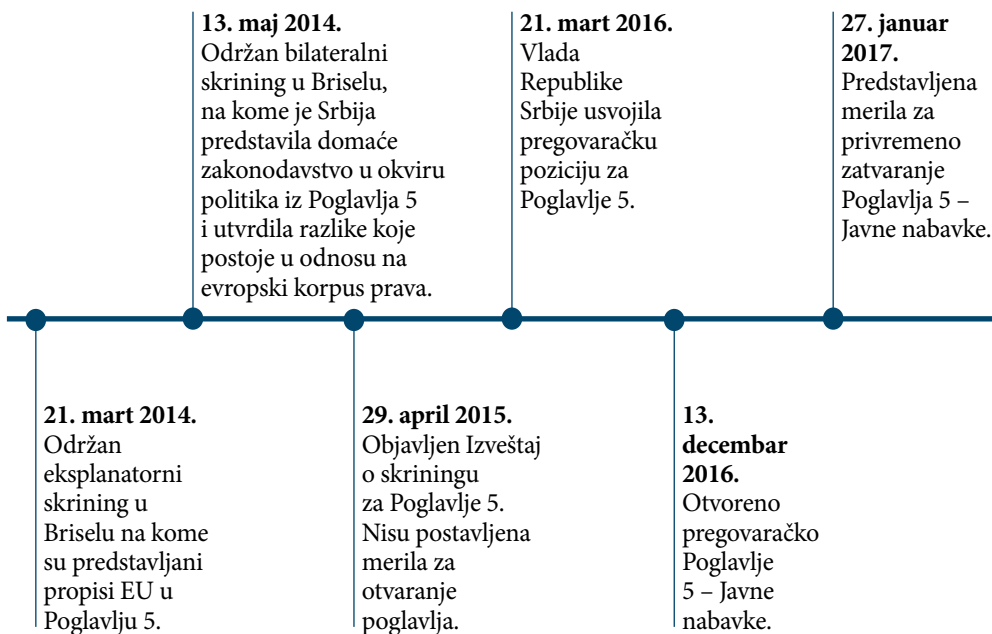 13. maj 2014.
Održan bilateralni
skrining u Briselu,
na kome je Srbija
predstavila domaće
zakonodavstvo u okviru
politika iz Poglavlja 5
i utvrdila razlike koje
postoje u odnosu na
evropski korpus prava.
21. mart 2016.
Vlada
Republike
Srbije usvojila
pregovaračku
poziciju za
Poglavlje 5.
27. januar
2017.
Predstavljena
merila za
privremeno
zatvaranje
Poglavlja 5 –
Javne nabavke.
21. mart 2014.
Održan
eksplanatorni
skrining u
Briselu na kome
su predstavljani
propisi EU u
Poglavlju 5.
29. april 2015.
Objavljen Izveštaj
o skriningu
za Poglavlje 5.
Nisu postavljena
merila za
otvaranje
poglavlja.
13.
decembar
2016.
Otvoreno
pregovaračko
Poglavlje
5 – Javne
nabavke.